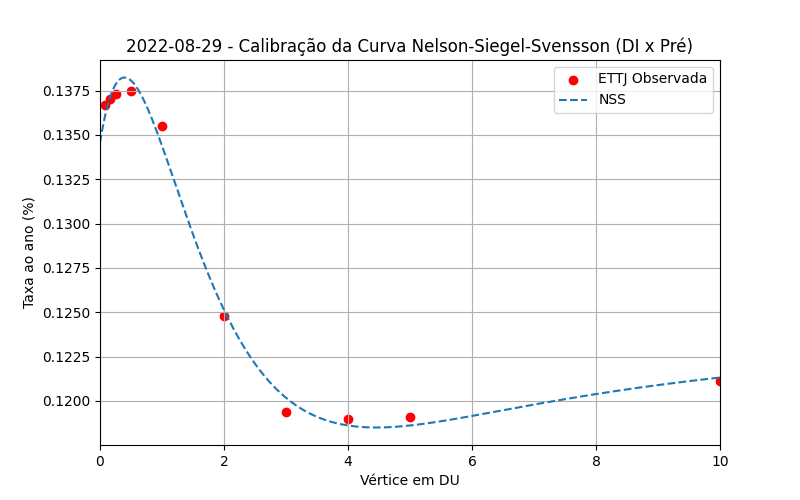 2022-08-29 - Calibração da Curva Nelson-Siegel-Svensson (DI x Pré)
ETTJ Observada
NSS
Taxa ao ano (%)
0.1375
0.1350
0.1325
0.1300
0.1275
0.1250
0.1225
0.1200
0 2 4 6 8 10
Vértice em DU